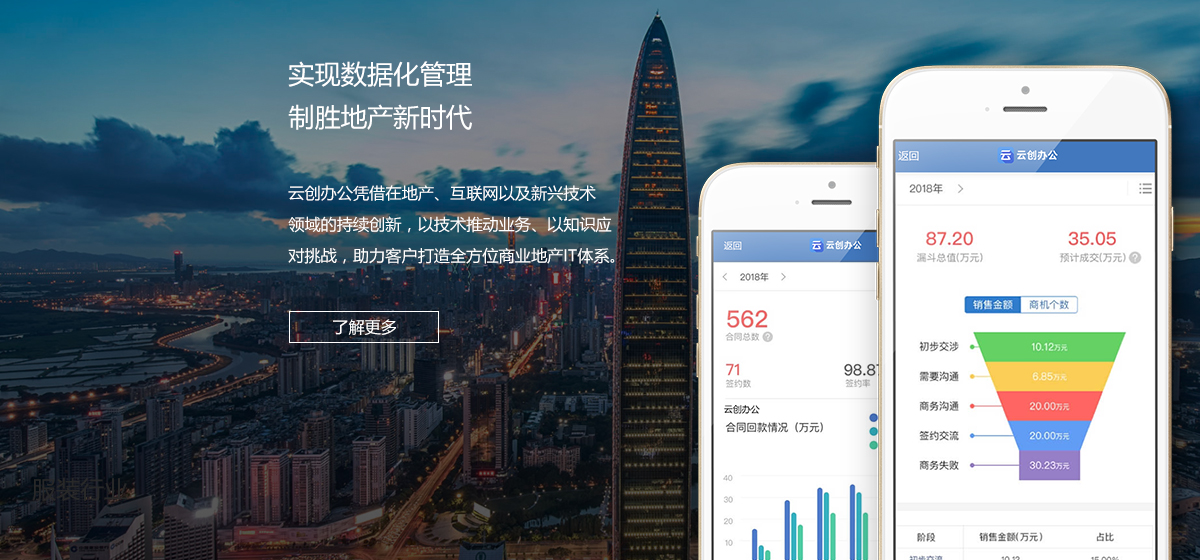 实现数据化管理
制胜地产新时代
云创办公凭借在地产、互联网以及新兴技术
领域的持续创新，以技术推动业务、以知识应
对挑战，助力客户打造全方位商业地产IT体系。
了解更多
服装行业
返回
云 云创办公
2018年
562
合同总数 ?
71
签约数
98.87
签约率
云创办公
合同回款情况（万元）
40
30
20
10
返回
云 云创办公
2018年
87.20
漏斗总值(万元)
35.05
预计成交(万元) ?
销售金额 商机个数
初步交涉 10.12万元
需要沟通 6.85万元
商务沟通 20.00万元
签约交流 20.00万元
商务失败 30.23万元
阶段 销售金额(万元) 占比
初步交流 10.12 15.00%